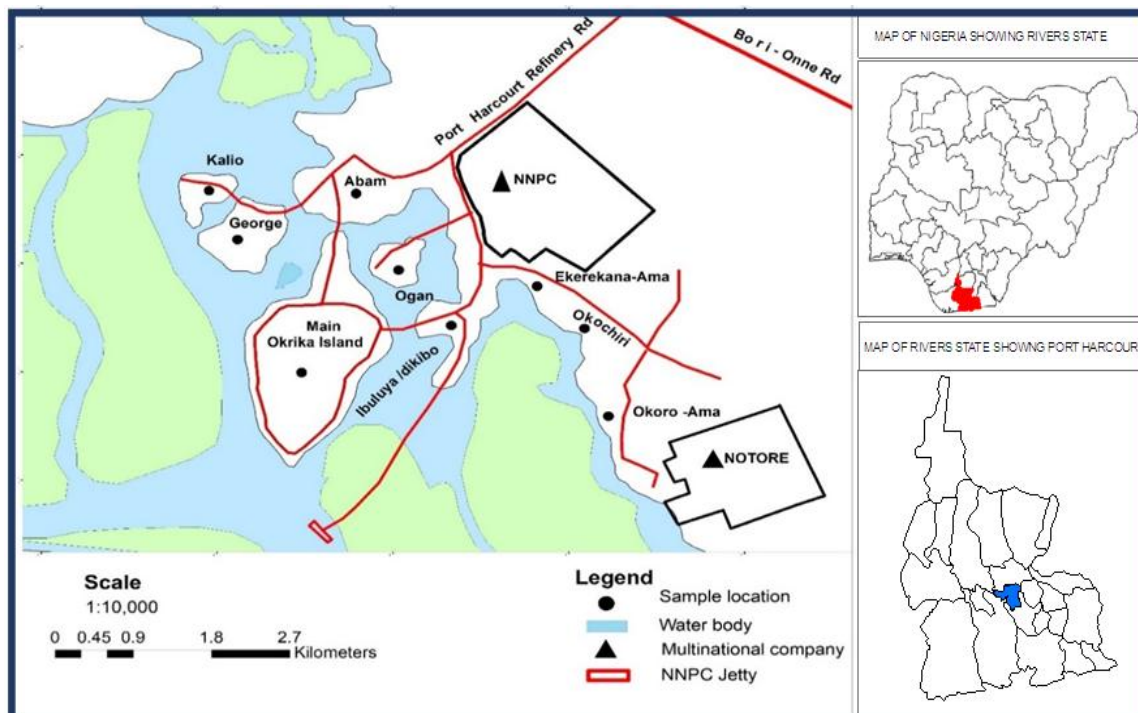 Port Harcourt Refinery Rd
Bori-Onne Rd
Kalio
Abam
NNPC
George
Ekerekana-Ama
Ogan
Okochiri
Main
Okrika Island
Ibuluya /dikibo
Okoro -Ama
NOTORE
Scale
1:10,000
0 0.45 0.9 1.8 2.7
Kilometers
Legend
Sample location
Water body
Multinational company
NNPC Jetty
MAP OF NIGERIA SHOWING RIVERS STATE
MAP OF RIVERS STATE SHOWNG PORT HARCOUR